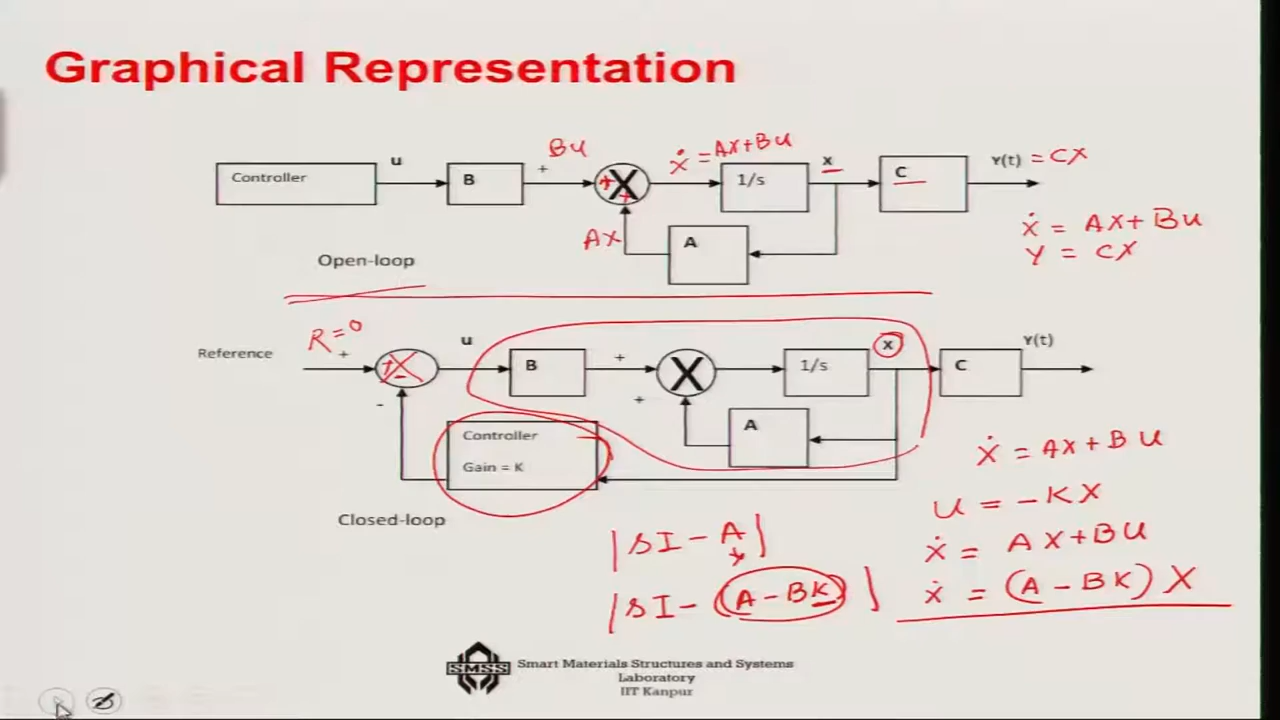 Graphical Representation
Controller
u
B
+
Bu
+
+
Ax
ẋ = Ax+Bu
1/s
x
C
Y(t) = Cx
A
ẋ = Ax+Bu
Y = Cx
Open-loop
Reference
R=0
+
+
-
-
u
B
+
+
1/s
x
A
C
Y(t)
Controller
Gain = K
Closed-loop
ẋ = Ax+Bu
u = -Kx
ẋ = Ax+Bu
ẋ = (A-BK)x
|sI-A|
|sI-(A-BK)|
SMSS
Smart Materials Structures and Systems
Laboratory
IIT Kanpur